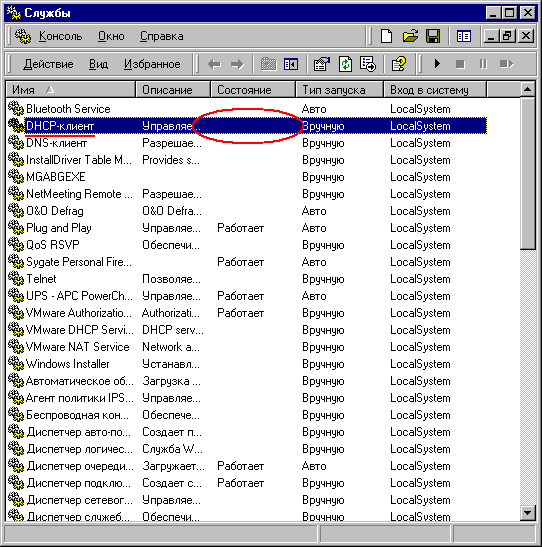 Службы
Консоль Окно Справка
Действие Вид Избранное
Имя Описание Состояние Тип запуска Вход в систему
Bluetooth Service Авто LocalSystem
DHCP-клиент Управляе... Вручную LocalSystem
DNS-клиент Разрешае... Вручную LocalSystem
InstallDriver Table M... Provides s... Вручную LocalSystem
MGABGEXE Вручную LocalSystem
NetMeeting Remote ... Разрешае... Вручную LocalSystem
O&O Defrag O&O Defra... Авто LocalSystem
Plug and Play Управляе... Работает Авто LocalSystem
QoS RSVP Обеспечи... Вручную LocalSystem
Sygate Personal Fire... Работает Авто LocalSystem
Telnet Позволяе... Вручную LocalSystem
UPS - APC PowerCh... Управляе... Работает Авто LocalSystem
VMware Authorizatio... Authorizati... Работает Вручную LocalSystem
VMware DHCP Servi... DHCP serv... Вручную LocalSystem
VMware NAT Service Network a... Вручную LocalSystem
Windows Installer Устанавл... Вручную LocalSystem
Автоматическое об... Загрузка ... Вручную LocalSystem
Агент политики IPS... Управляе... Вручную LocalSystem
Беспроводная кон... Обеспече... Вручную LocalSystem
Диспетчер авто-по... Создает п... Вручную LocalSystem
Диспетчер логичес... Служба W... Вручную LocalSystem
Диспетчер очереди... Загружает... Работает Авто LocalSystem
Диспетчер подклю... Создает с... Работает Вручную LocalSystem
Диспетчер сетевог... Управляе... Вручную LocalSystem
Диспетчер служеб... Обеспече... Вручную LocalSystem